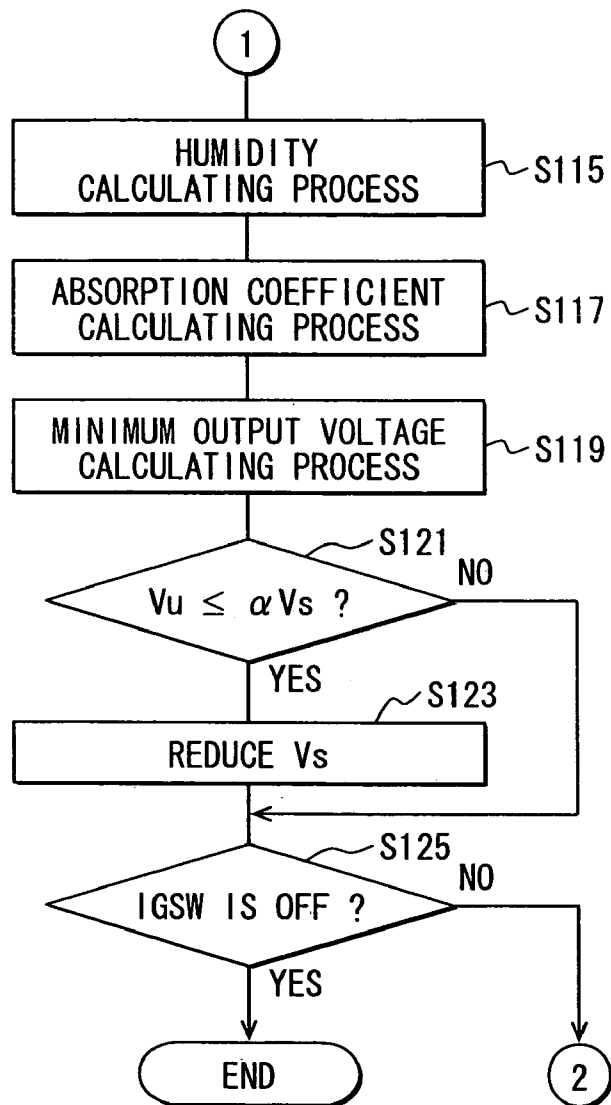 1
HUMIDITY
CALCULATING PROCESS
S115
ABSORPTION COEFFICIENT
CALCULATING PROCESS
S117
MINIMUM OUTPUT VOLTAGE
CALCULATING PROCESS
S119
S121
Vu ≤ αVs ?
NO
YES
S123
REDUCE Vs
S125
IGSW IS OFF ?
NO
YES
END
2